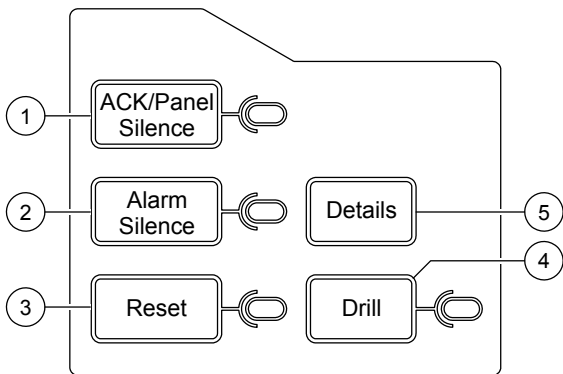 1
ACK/Panel
Silence
2
Alarm
Silence
Details
5
4
3
Reset
Drill